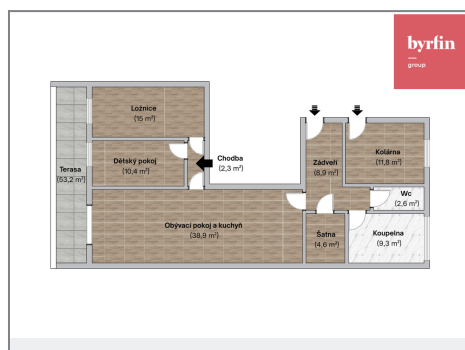 byrfin
group
Ložnice
(15 m²)
Dětský pokoj
(10,4 m²)
Terasa
(53,2 m²)
Chodba
(2,3 m²)
Zádveří
(8,9 m²)
Kolárna
(11,8 m²)
Wc
(2,6 m²)
Obývací pokoj a kuchyň
(38,9 m²)
Šatna
(4,6 m²)
Koupelna
(9,3 m²)